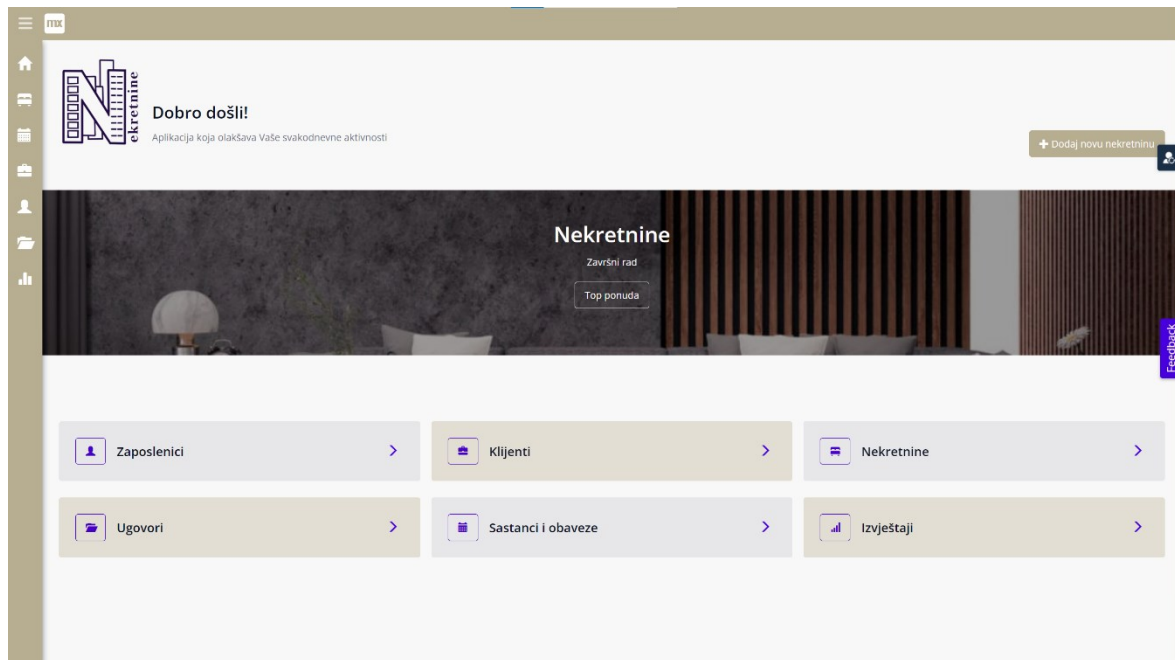 mx
Nekretnine
Dobro došli!
Aplikacija koja olakšava Vaše svakodnevne aktivnosti
+ Dodaj novu nekretninu
Nekretnine
Završni rad
Top ponuda
Feedback
Zaposlenici
Klijenti
Nekretnine
Ugovori
Sastanci i obaveze
Izvještaji